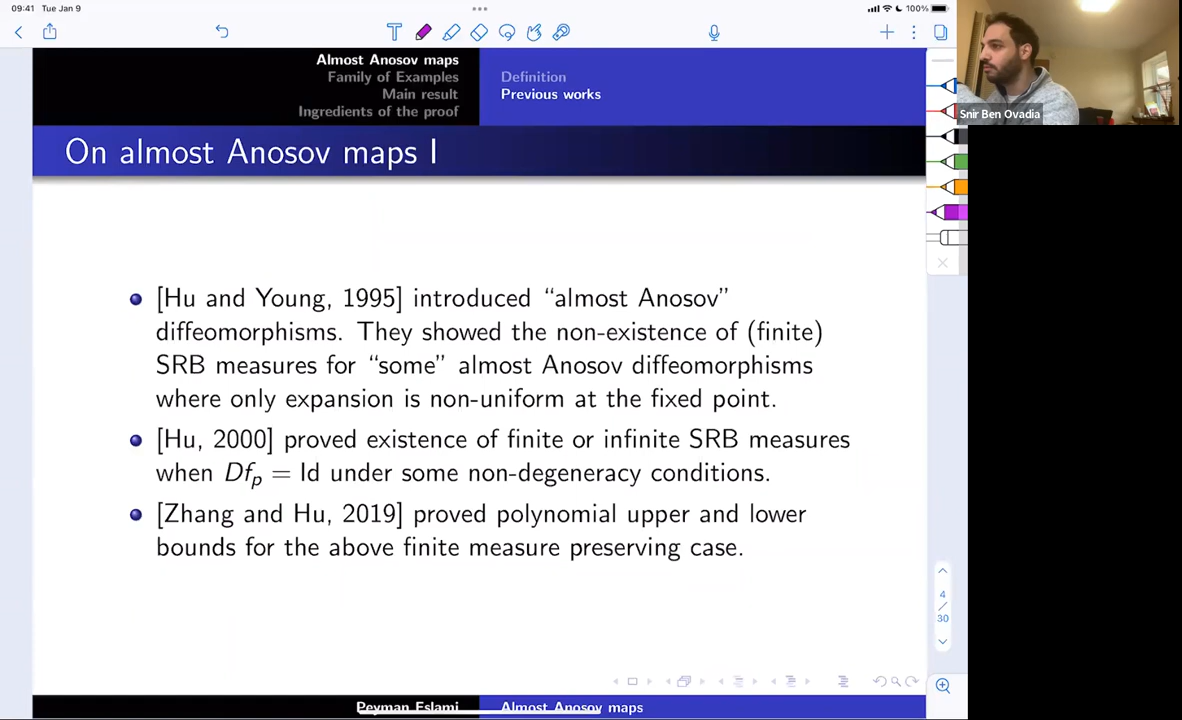 09:41 Tue Jan 9
100%
Almost Anosov maps
Family of Examples
Main result
Ingredients of the proof
Definition
Previous works
Snir Ben Ovadia
On almost Anosov maps I
[Hu and Young, 1995] introduced “almost Anosov”
diffeomorphisms. They showed the non-existence of (finite)
SRB measures for “some” almost Anosov diffeomorphisms
where only expansion is non-uniform at the fixed point.
[Hu, 2000] proved existence of finite or infinite SRB measures
when Dfp = Id under some non-degeneracy conditions.
[Zhang and Hu, 2019] proved polynomial upper and lower
bounds for the above finite measure preserving case.
4
/
30
Peyman Eslami Almost Anosov maps